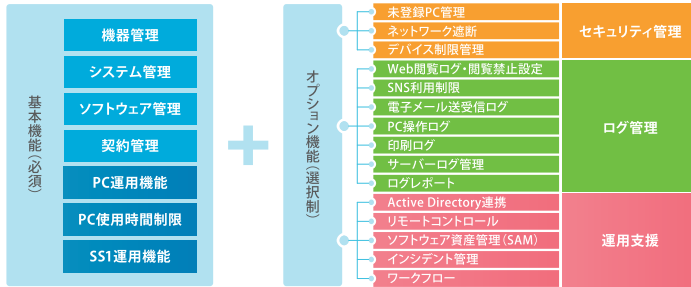 基本機能(必須)
機器管理
システム管理
ソフトウェア管理
契約管理
PC運用機能
PC使用時間制限
SS1運用機能
オプション機能(選択制)
未登録PC管理
ネットワーク遮断
デバイス制限管理
セキュリティ管理
Web閲覧ログ・閲覧禁止設定
SNS利用制限
電子メール送受信ログ
PC操作ログ
印刷ログ
サーバーログ管理
ログレポート
ログ管理
Active Directory連携
リモートコントロール
ソフトウェア資産管理(SAM)
インシデント管理
ワークフロー
運用支援